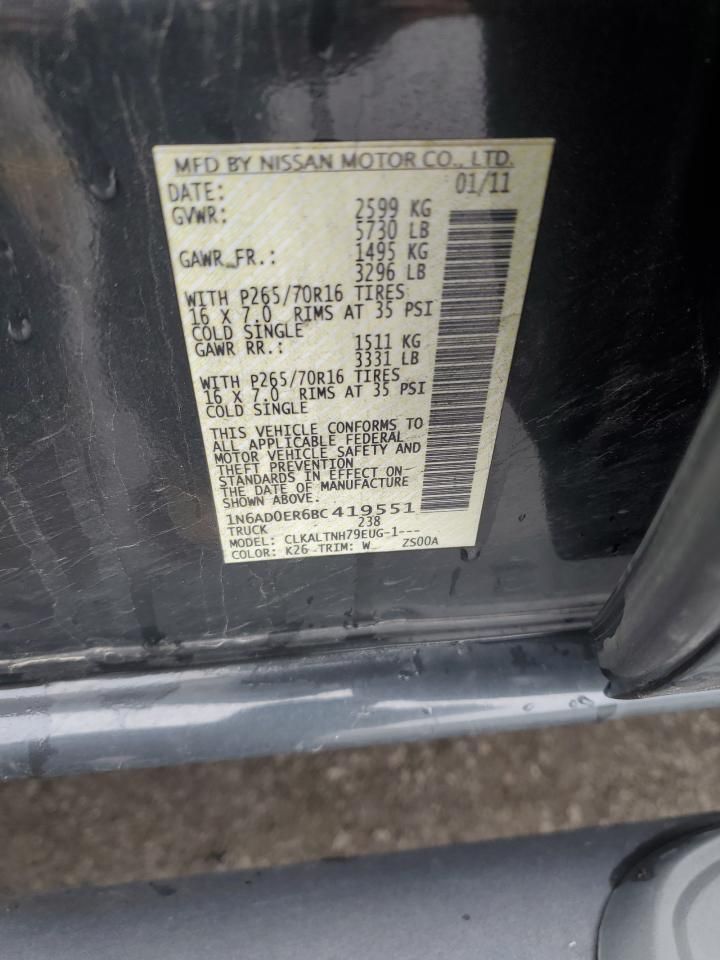 MFD BY NISSAN MOTOR CO., LTD.
DATE: 01/11
GVWR: 2599 KG
5730 LB
GAWR FR.: 1495 KG
3296 LB
WITH P265/70R16 TIRES
16 X 7.0 RIMS AT 35 PSI
COLD SINGLE
GAWR RR.: 1511 KG
3331 LB
WITH P265/70R16 TIRES
16 X 7.0 RIMS AT 35 PSI
COLD SINGLE
THIS VEHICLE CONFORMS TO
ALL APPLICABLE FEDERAL
MOTOR VEHICLE SAFETY AND
THEFT PREVENTION
STANDARDS IN EFFECT ON
THE DATE OF MANUFACTURE
SHOWN ABOVE.
1N6AD0ER6BC419551
TRUCK 238
MODEL: CLKALTNH79EUG-1---
COLOR: K26 TRIM: W ZS00A